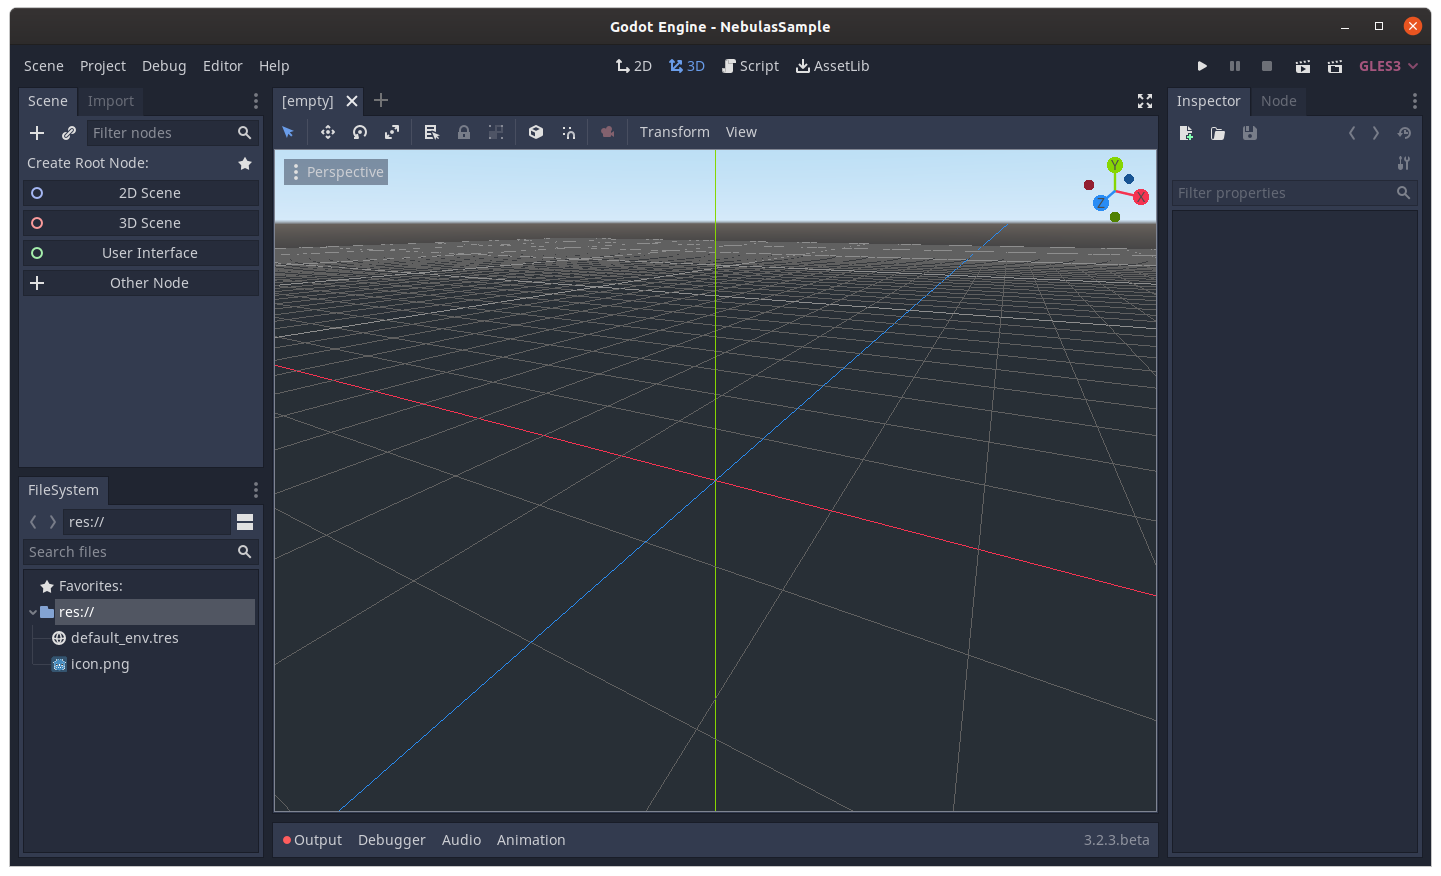 Godot Engine - NebulasSample
Scene Project Debug Editor Help
2D 3D Script AssetLib
GLES3
Scene Import
Filter nodes
Create Root Node:
2D Scene
3D Scene
User Interface
Other Node
FileSystem
res://
Search files
Favorites:
res://
default_env.tres
icon.png
[empty]
Transform View
Perspective
Y
X
Z
Output Debugger Audio Animation
3.2.3.beta
Inspector Node
Filter properties